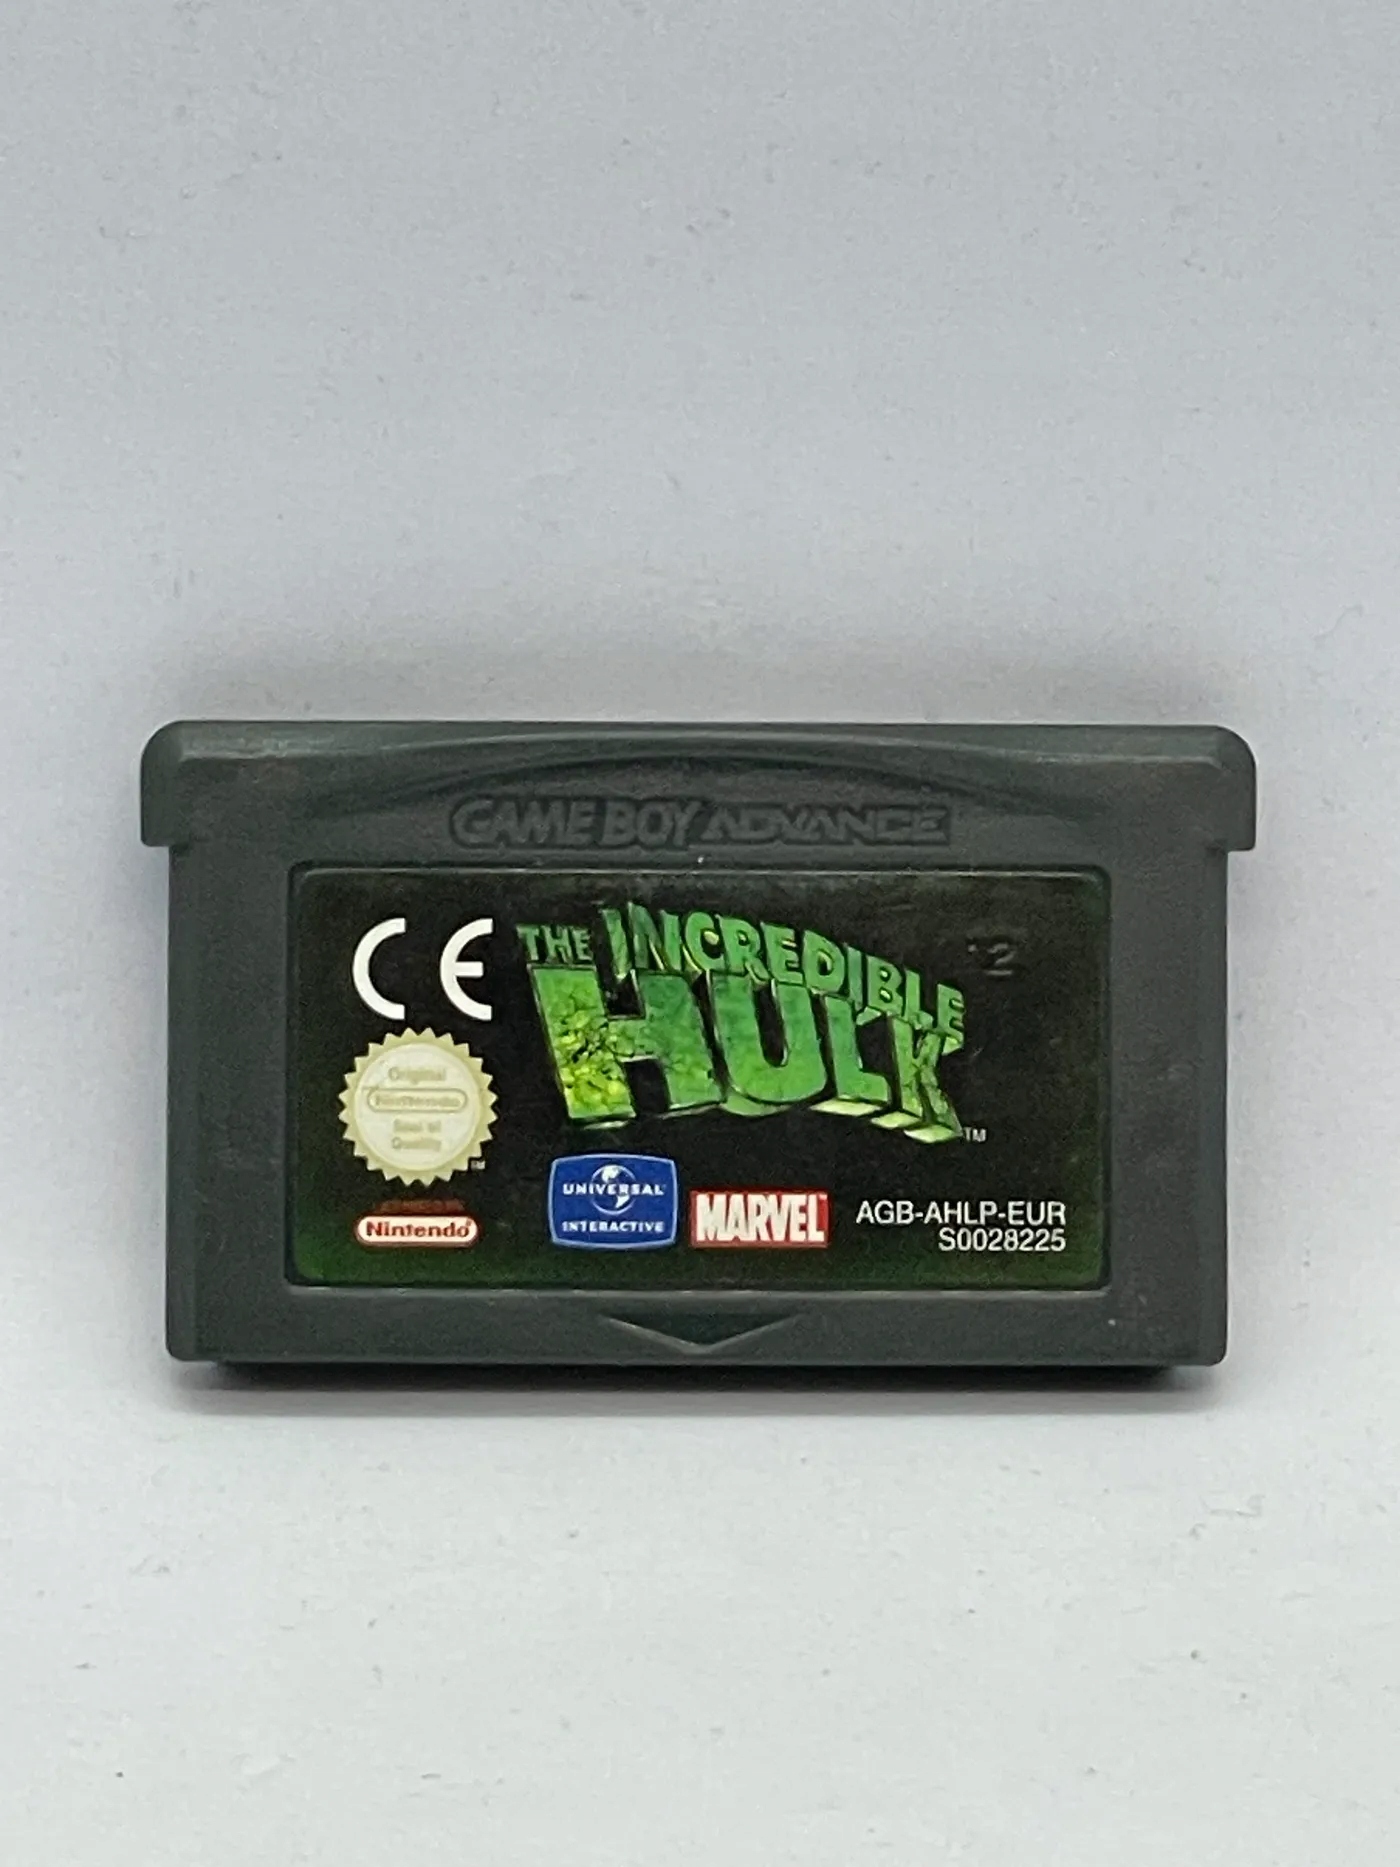 GAME BOY ADVANCE
CE
THE INCREDIBLE
HULK
TM
Original
Nintendo
Seal of
Quality
TM
Nintendo
UNIVERSAL
INTERACTIVE
MARVEL
AGB-AHLP-EUR
S0028225